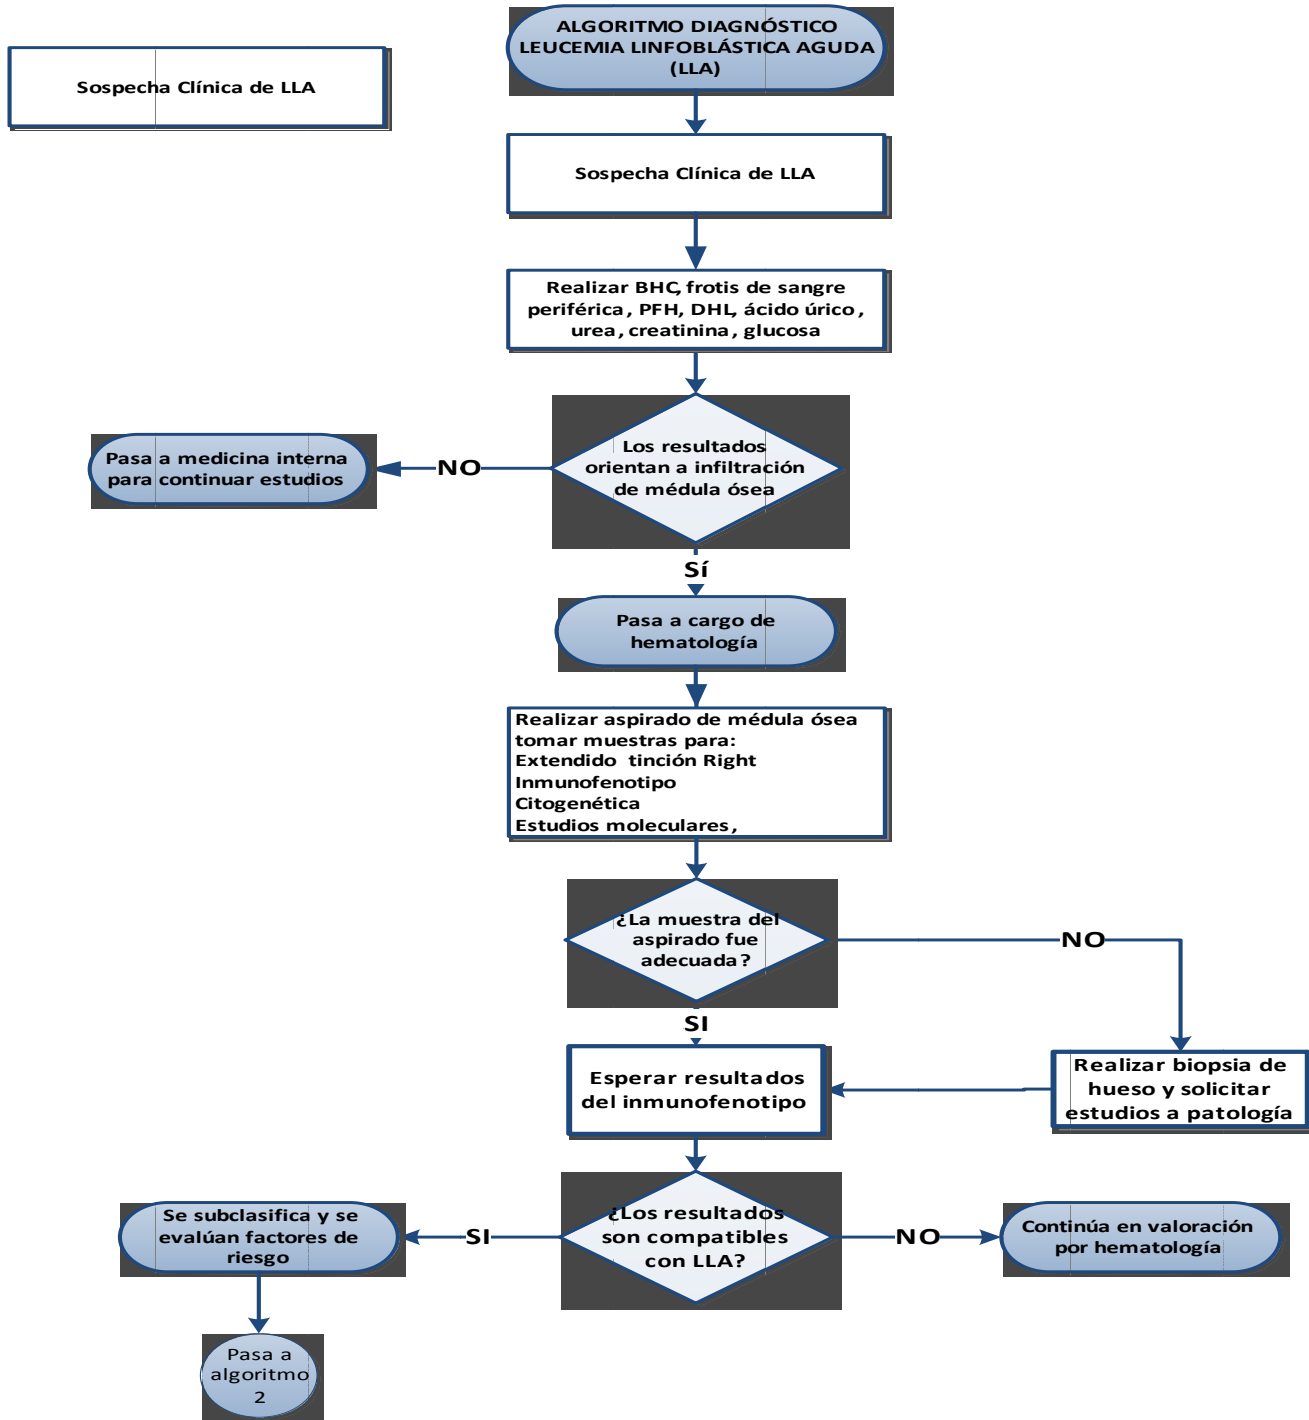 ALGORITMO DIAGNÓSTICO
LEUCEMIA LINFOBLÁSTICA AGUDA
(LLA)
Sospecha Clínica de LLA
Sospecha Clínica de LLA
Realizar BHC, frotis de sangre
periférica, PFH, DHL, ácido úrico,
urea, creatinina, glucosa
Los resultados
orientan a infiltración
de médula ósea
NO
Pasa a medicina interna
para continuar estudios
Sí
Pasa a cargo de
hematología
Realizar aspirado de médula ósea
tomar muestras para:
Extendido tinción Right
Inmunofenotipo
Citogenética
Estudios moleculares,
¿La muestra del
aspirado fue
adecuada?
NO
SI
Realizar biopsia de
hueso y solicitar
estudios a patología
Esperar resultados
del inmunofenotipo
¿Los resultados
son compatibles
con LLA?
SI
NO
Se subclasifica y se
evalúan factores de
riesgo
Continúa en valoración
por hematología
Pasa a
algoritmo
2